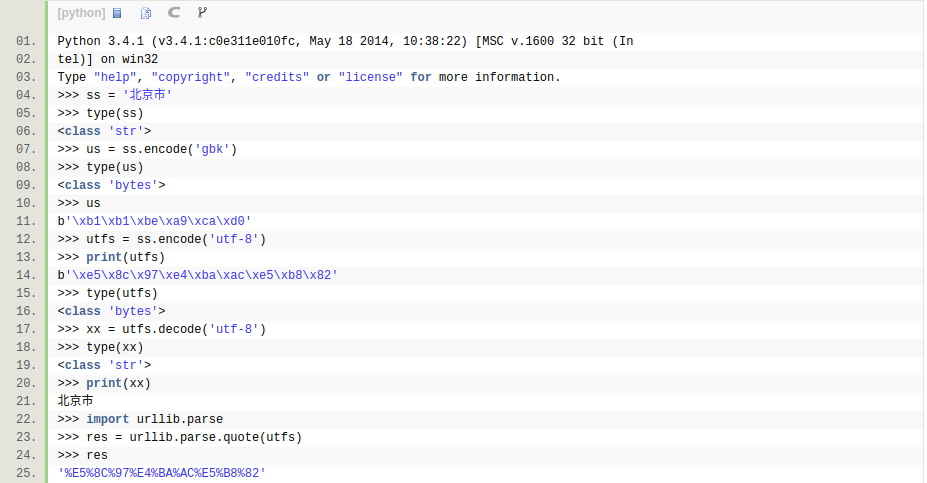 [python]
01. Python 3.4.1 (v3.4.1:c0e311e010fc, May 18 2014, 10:38:22) [MSC v.1600 32 bit (In
02. tel)] on win32
03. Type "help", "copyright", "credits" or "license" for more information.
04. >>> ss = '北京市'
05. >>> type(ss)
06. <class 'str'>
07. >>> us = ss.encode('gbk')
08. >>> type(us)
09. <class 'bytes'>
10. >>> us
11. b'\xb1\xb1\xbe\xa9\xca\xd0'
12. >>> utfs = ss.encode('utf-8')
13. >>> print(utfs)
14. b'\xe5\x8c\x97\xe4\xba\xac\xe5\xb8\x82'
15. >>> type(utfs)
16. <class 'bytes'>
17. >>> xx = utfs.decode('utf-8')
18. >>> type(xx)
19. <class 'str'>
20. >>> print(xx)
21. 北京市
22. >>> import urllib.parse
23. >>> res = urllib.parse.quote(utfs)
24. >>> res
25. '%E5%8C%97%E4%BA%AC%E5%B8%82'